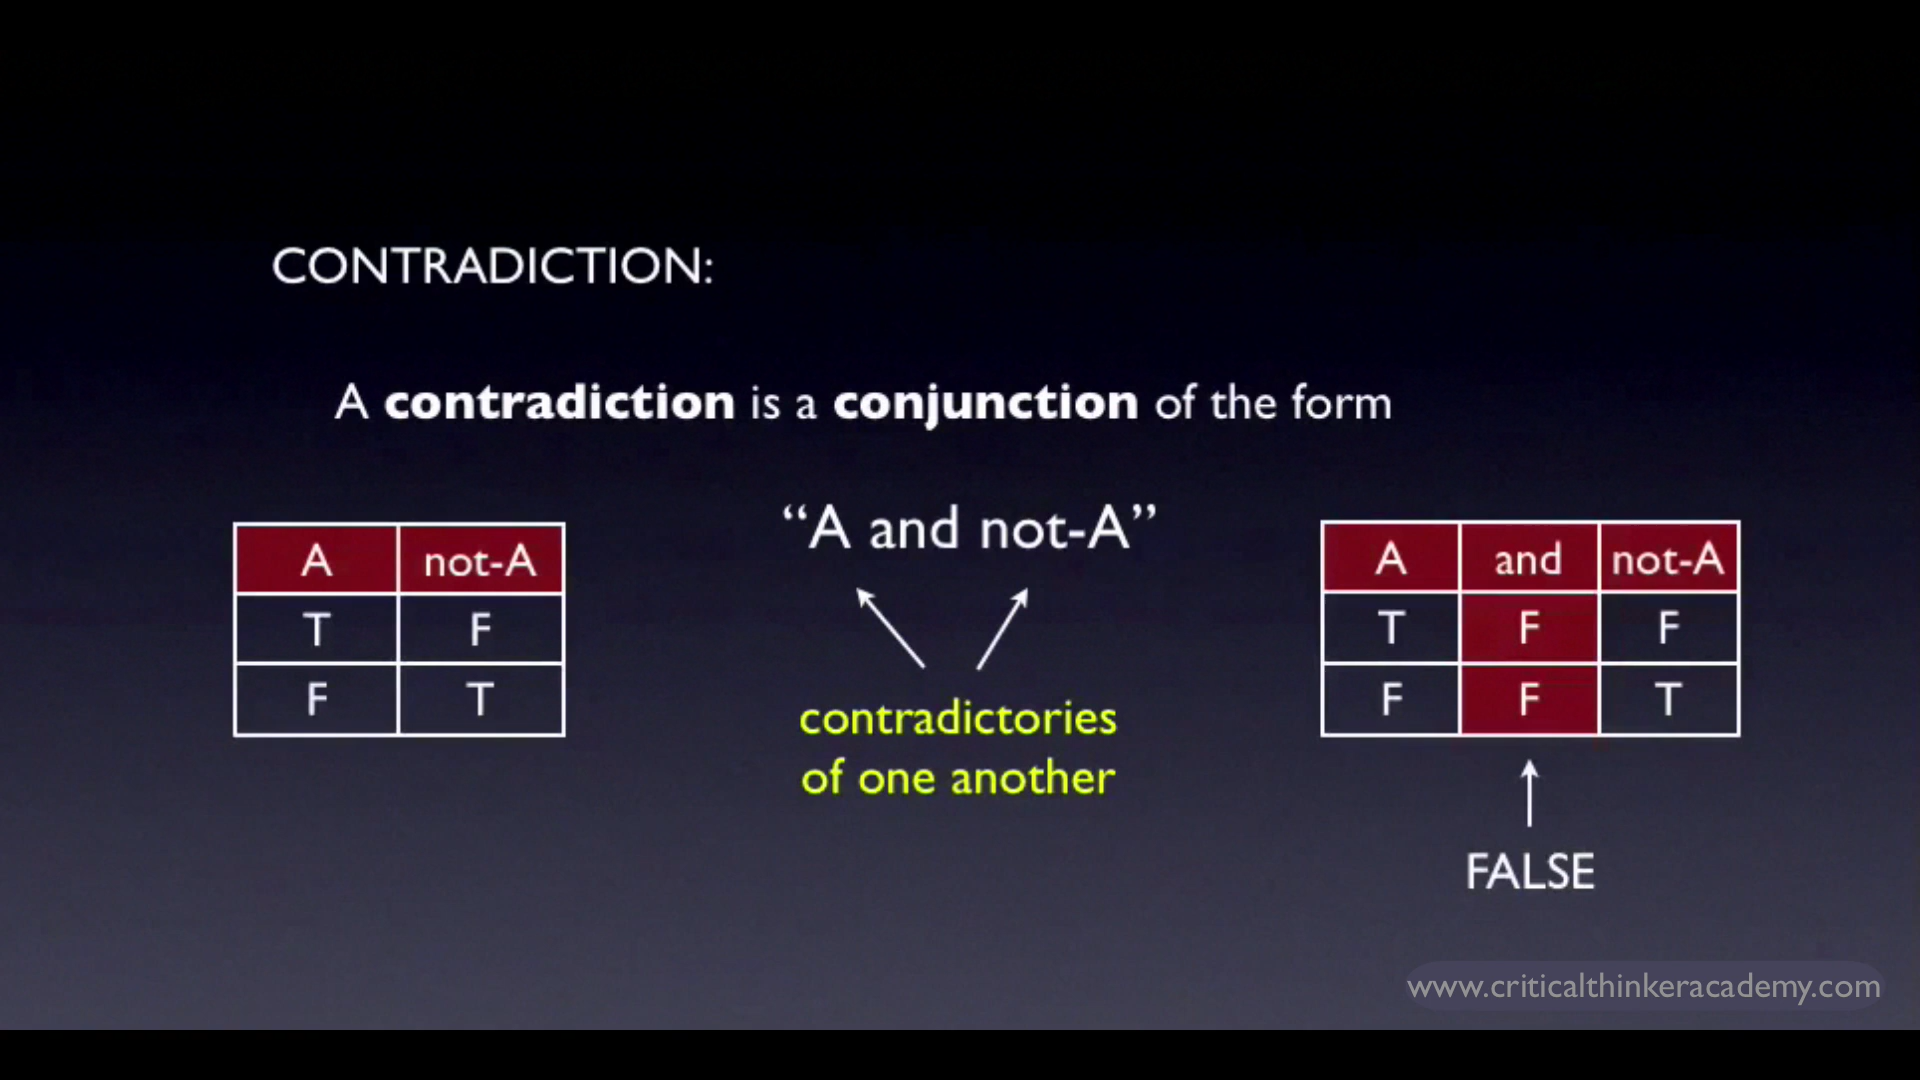 CONTRADICTION:
A contradiction is a conjunction of the form
“A and not-A”
A not-A
T F
F T
contradictories
of one another
A and not-A
T F F
F F T
FALSE
www.criticalthinkeracademy.com